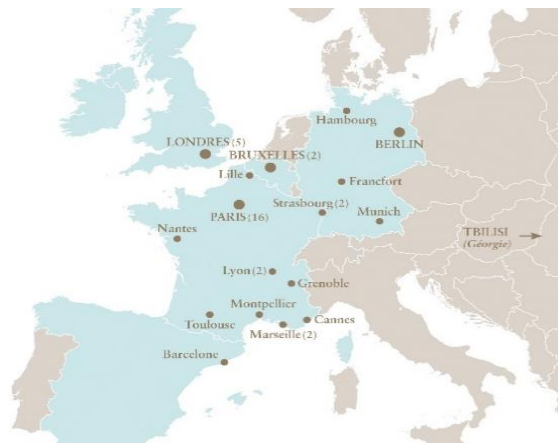 Hambourg
LONDRES (5)
BERLIN
BRUXELLES (2)
Lille
Francfort
PARIS (16)
Strasbourg (2)
Munich
Nantes
TBILISI
(Géorgie)
Lyon (2)
Grenoble
Montpellier
Toulouse
Cannes
Marseille (2)
Barcelone